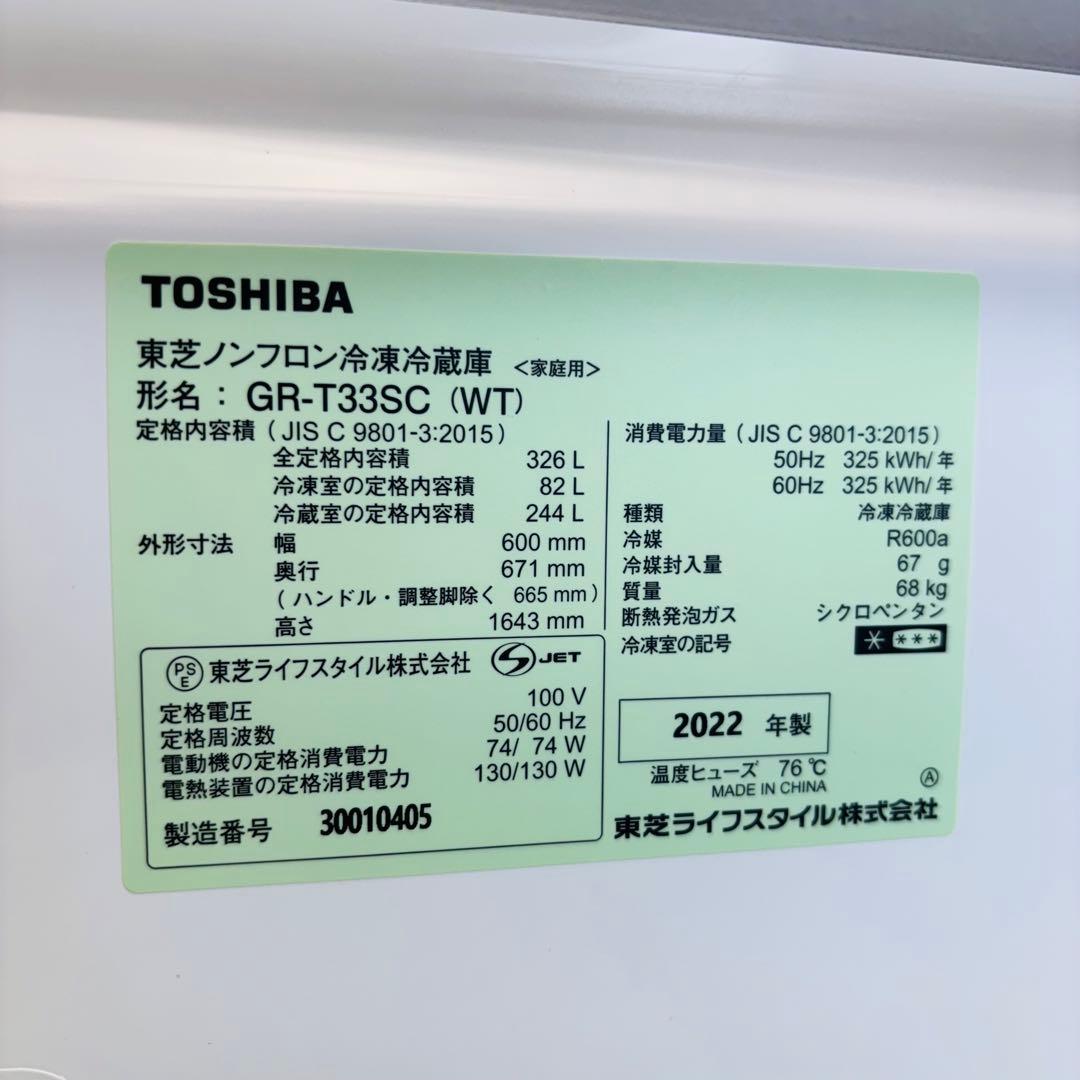 TOSHIBA
東芝ノンフロン冷凍冷蔵庫 <家庭用>
形名：GR-T33SC (WT)
定格内容積 (JIS C 9801-3:2015)
全定格内容積 326 L
冷凍室の定格内容積 82 L
冷蔵室の定格内容積 244 L
外形寸法 幅 600 mm
奥行 671 mm
(ハンドル・調整脚除く 665 mm)
高さ 1643 mm
消費電力量 (JIS C 9801-3:2015)
50Hz 325 kWh/年
60Hz 325 kWh/年
種類 冷凍冷蔵庫
冷媒 R600a
冷媒封入量 67 g
質量 68 kg
断熱発泡ガス シクロペンタン
冷凍室の記号 * ***
PSE 東芝ライフスタイル株式会社 S JET
定格電圧 100 V
定格周波数 50/60 Hz
電動機の定格消費電力 74/ 74 W
電熱装置の定格消費電力 130/130 W
製造番号 30010405
2022 年製
温度ヒューズ 76℃
MADE IN CHINA Ⓐ
東芝ライフスタイル株式会社